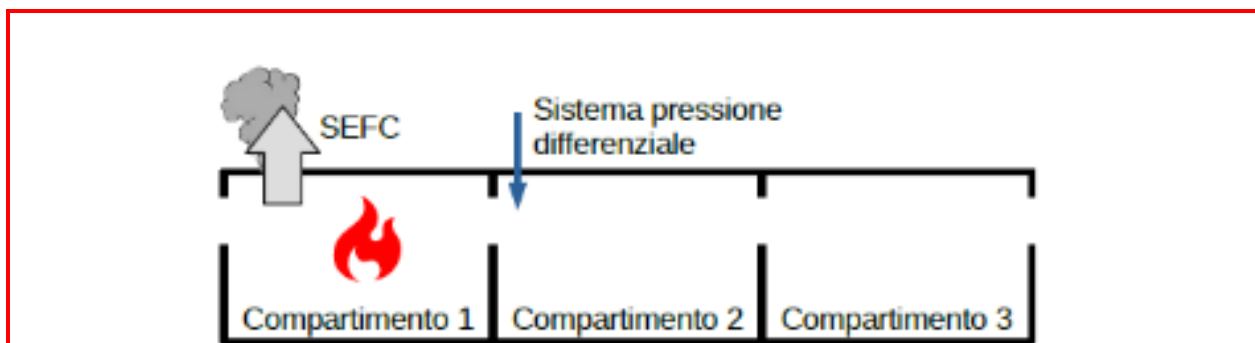 SEFC
Sistema pressione
differenziale
Compartimento 1
Compartimento 2
Compartimento 3